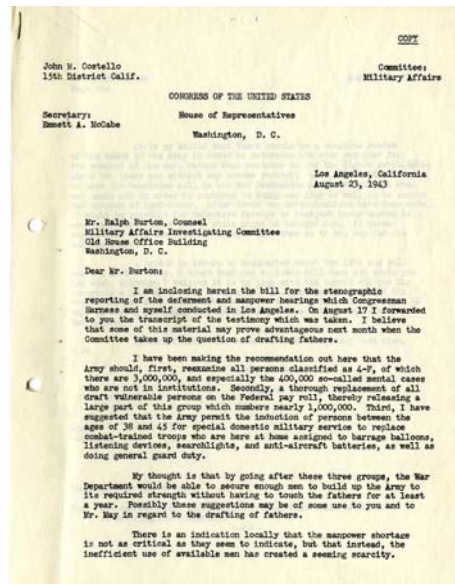 COPY
John M. Costello
15th District Calif.
Committee:
Military Affairs
CONGRESS OF THE UNITED STATES
Secretary:
Emmett A. McCabe
House of Representatives
Washington, D. C.
Los Angeles, California
August 23, 1943
Mr. Ralph Burton, Counsel
Military Affairs Investigating Committee
Old House Office Building
Washington, D. C.
Dear Mr. Burton:
I am inclosing herein the bill for the stenographic
reporting of the deferment and manpower hearings which Congressman
Harness and myself conducted in Los Angeles. On August 17 I forwarded
to you the transcript of the testimony which was taken. I believe
that some of this material may prove advantageous next month when the
Committee takes up the question of drafting fathers.
I have been making the recommendation out here that the
Army should, first, reexamine all persons classified as 4-F, of which
there are 3,000,000, and especially the 400,000 so-called mental cases
who are not in institutions. Secondly, a thorough replacement of all
draft vulnerable persons on the Federal pay roll, thereby releasing a
large part of this group which numbers nearly 1,000,000. Third, I have
suggested that the Army permit the induction of persons between the
ages of 38 and 45 for special domestic military service to replace
combat-trained troops who are here at home assigned to barrage balloons,
listening devices, searchlights, and anti-aircraft batteries, as well as
doing general guard duty.
My thought is that by going after these three groups, the War
Department would be able to secure enough men to build up the Army to
its required strength without having to touch the fathers for at least
a year. Possibly these suggestions may be of some use to you and to
Mr. May in regard to the drafting of fathers.
There is an indication locally that the manpower shortage
is not as critical as they seem to indicate, but that instead, the
inefficient use of available men has created a seeming scarcity.